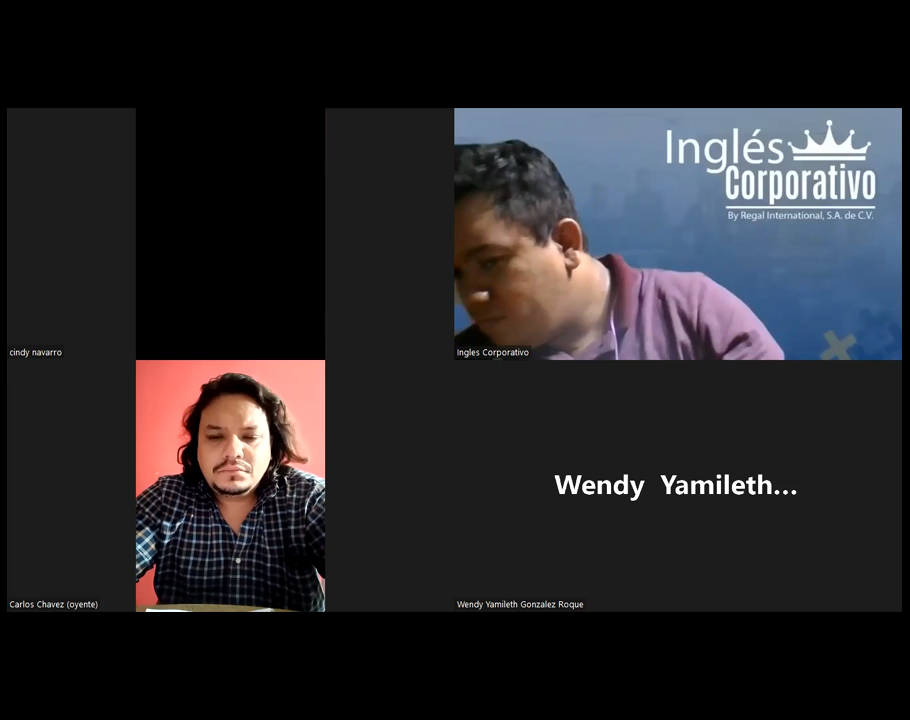 Inglés
Corporativo
By Regal International, S.A. de C.V.
cindy navarro
Ingles Corporativo
Wendy Yamileth...
Carlos Chavez (oyente)
Wendy Yamileth Gonzalez Roque